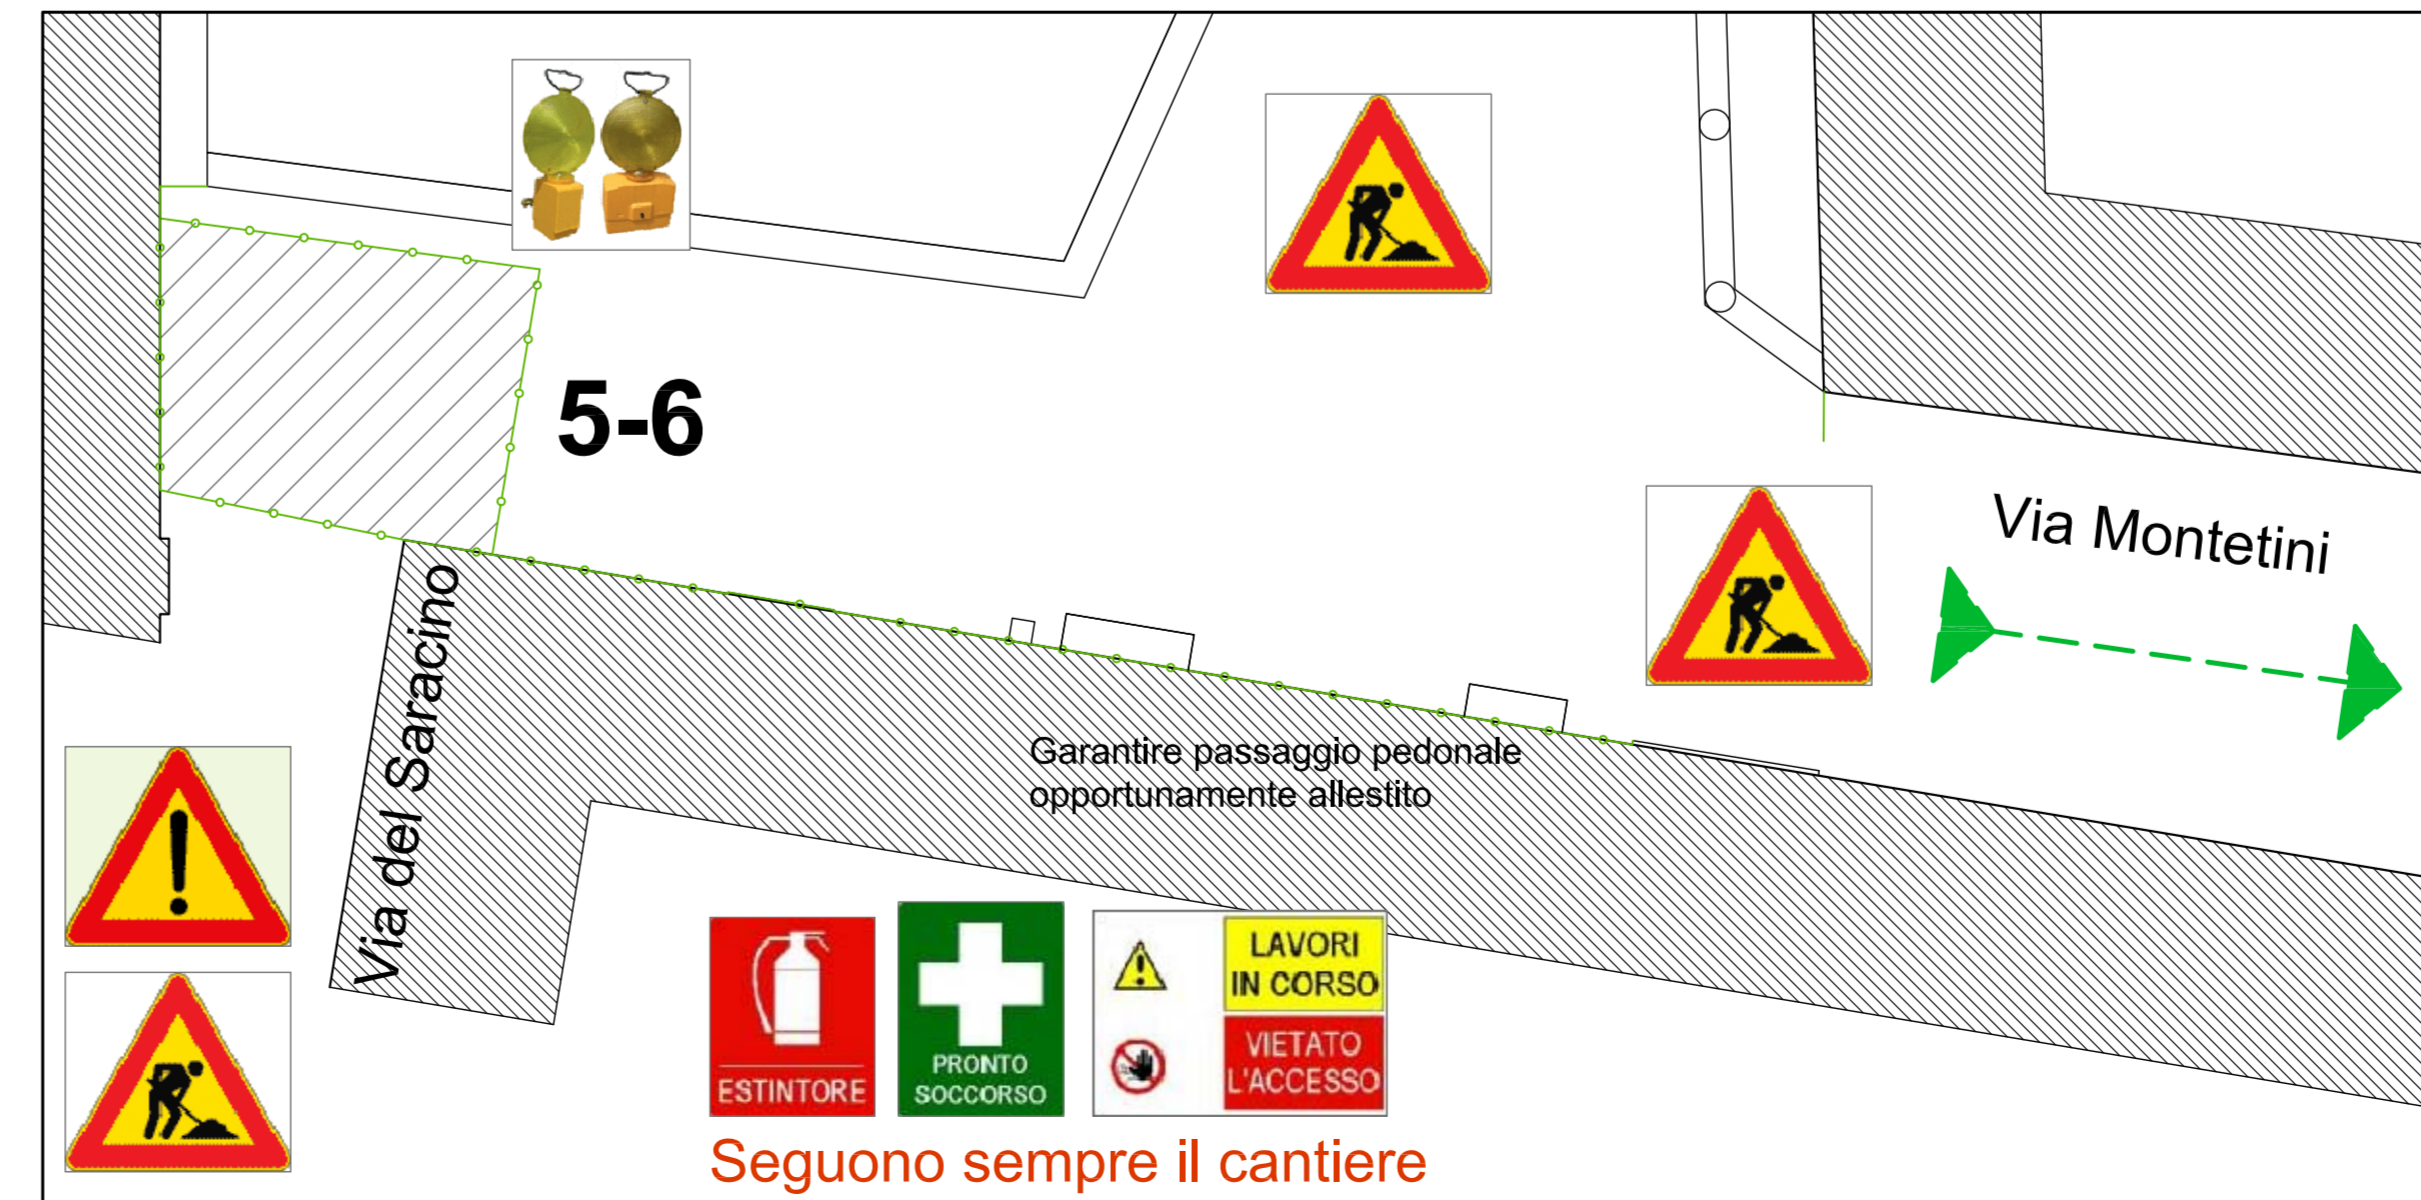 5-6
Via Montetini
Via del Saracino
Garantire passaggio pedonale
opportunamente allestito
ESTINTORE
PRONTO
SOCCORSO
LAVORI
IN CORSO
VIETATO
L'ACCESSO
Seguono sempre il cantiere